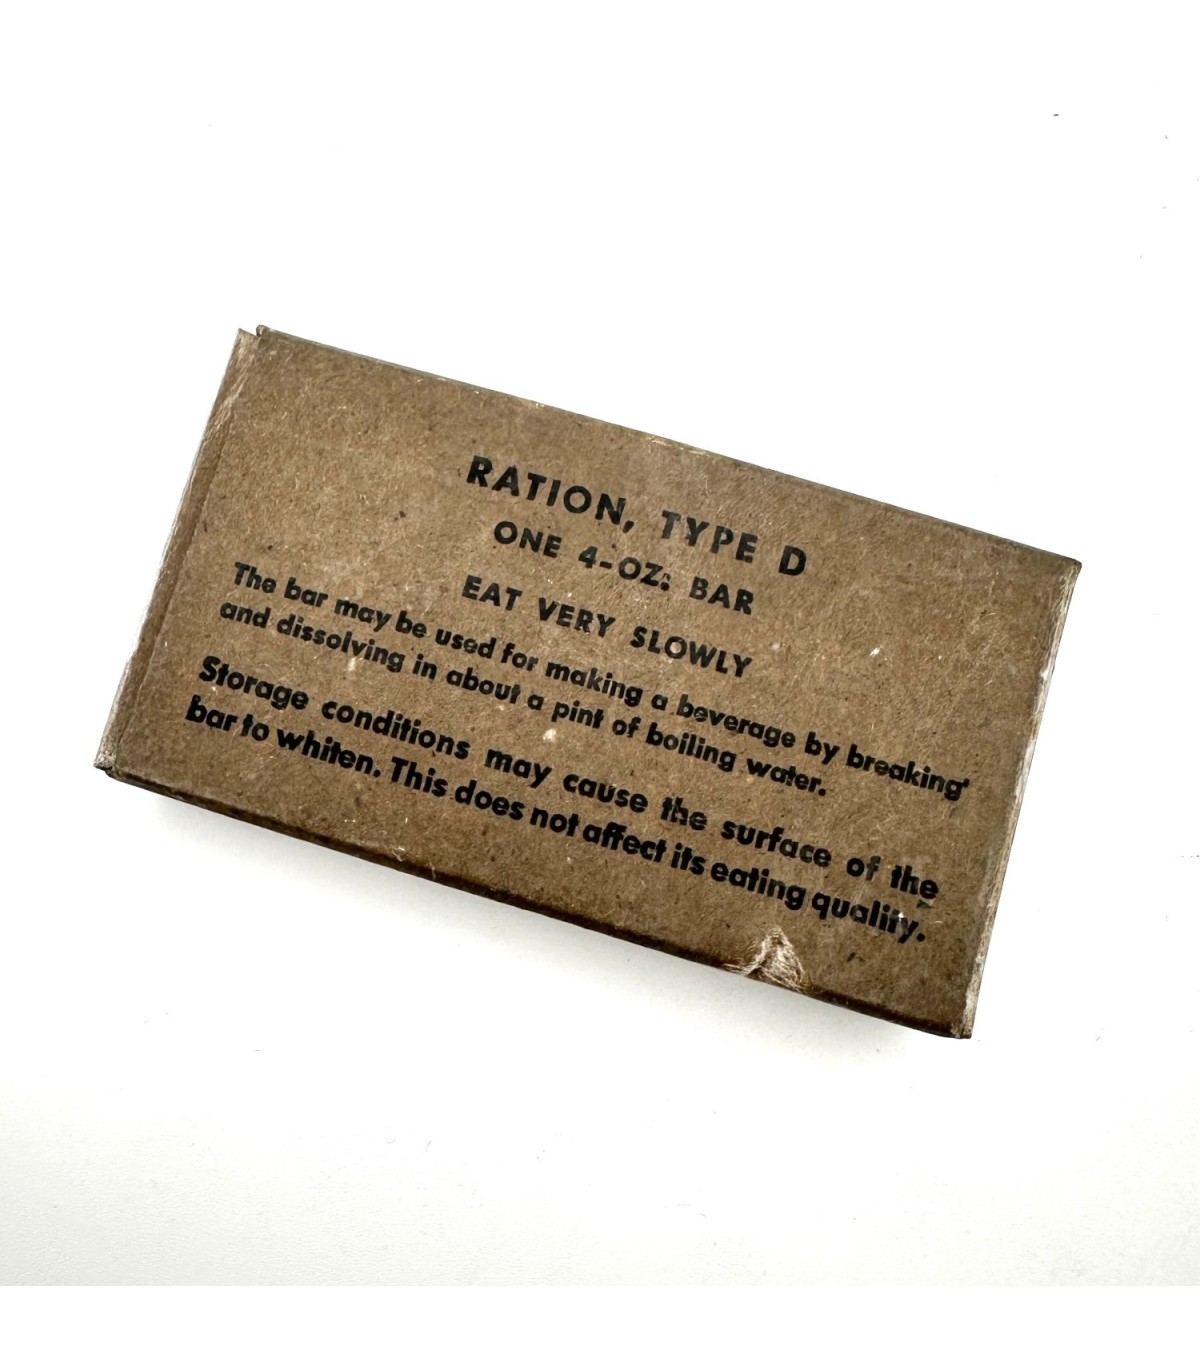 RATION, TYPE D
ONE 4-OZ. BAR
EAT VERY SLOWLY
The bar may be used for making a beverage by breaking
and dissolving in about a pint of boiling water.
Storage conditions may cause the surface of the
bar to whiten. This does not affect its eating quality.